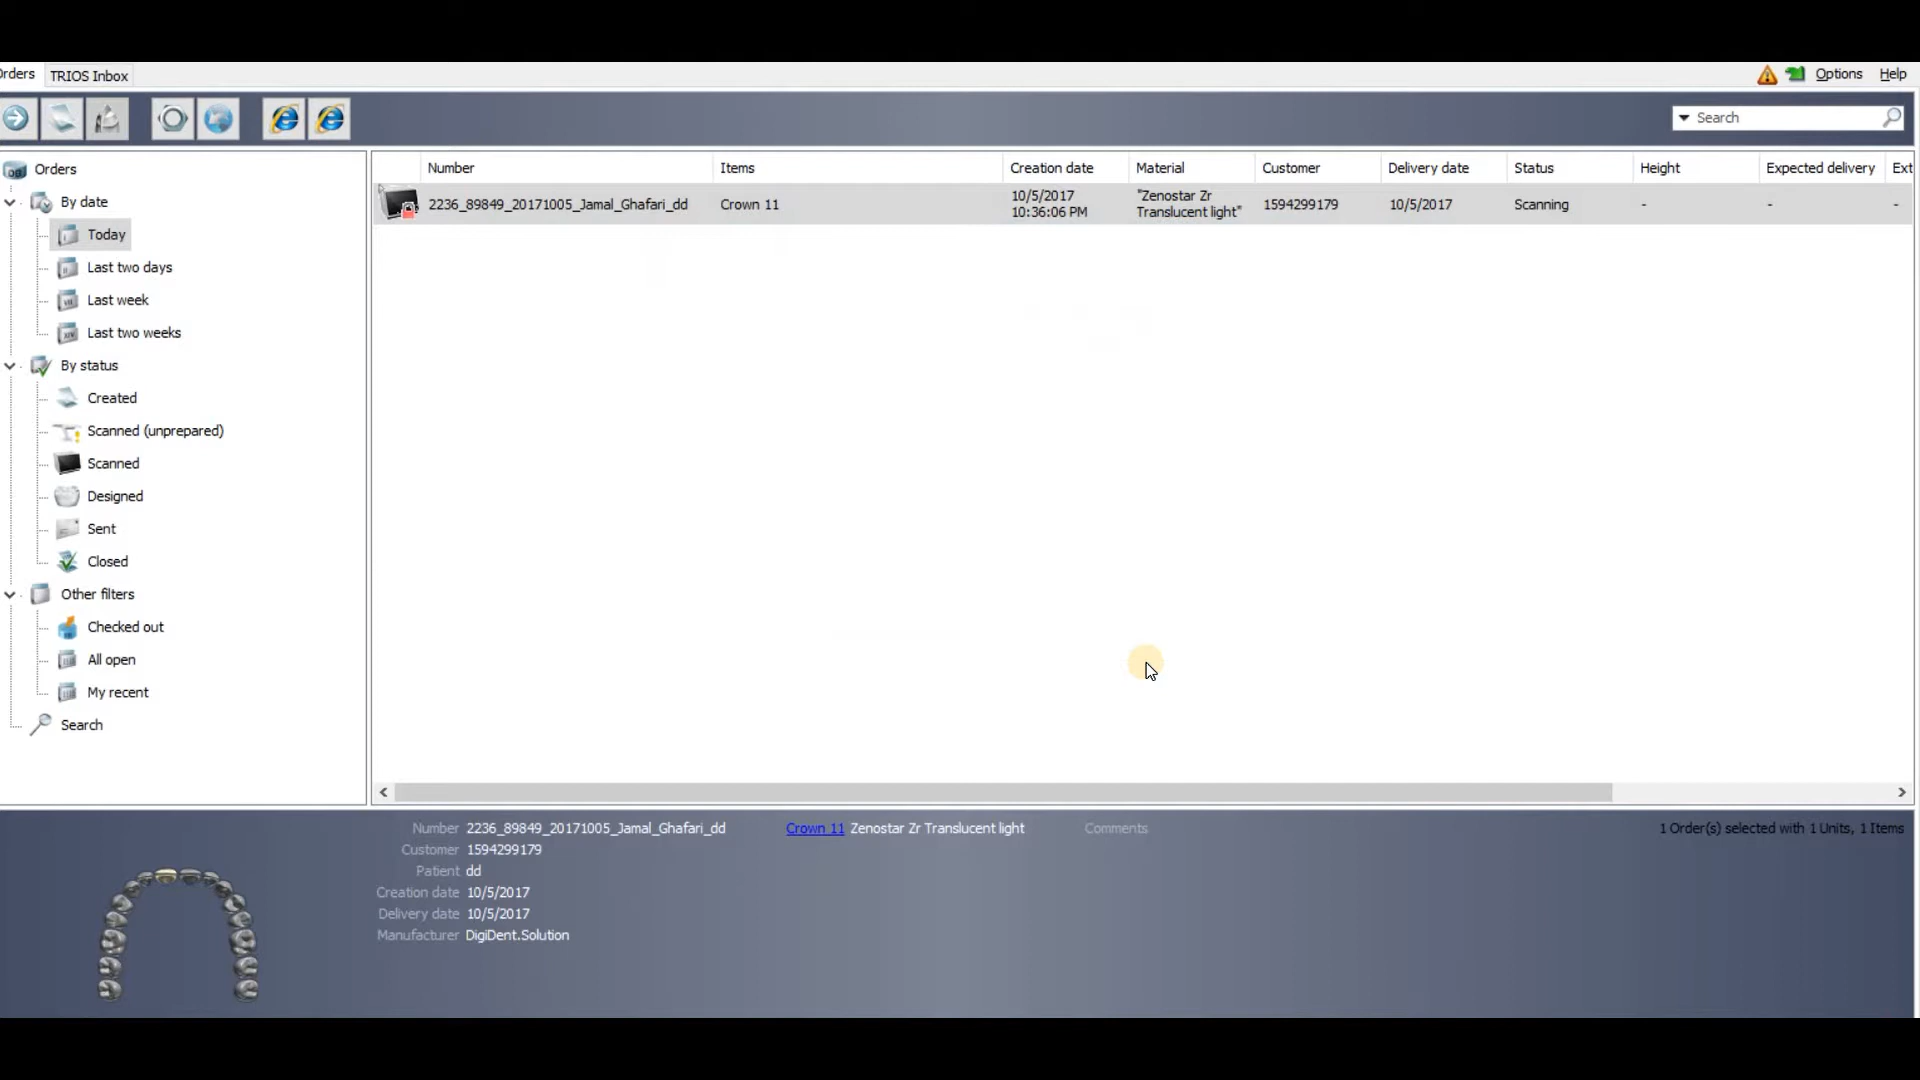 Orders TRIOS Inbox Options Help
Search
Orders
By date
Today
Last two days
Last week
Last two weeks
By status
Created
Scanned (unprepared)
Scanned
Designed
Sent
Closed
Other filters
Checked out
All open
My recent
Search
Number Items Creation date Material Customer Delivery date Status Height Expected delivery Ext
2236_89849_20171005_Jamal_Ghafari_dd Crown 11 10/5/2017 10:36:06 PM "Zenostar Zr Translucent light" 1594299179 10/5/2017 Scanning - - -
Number 2236_89849_20171005_Jamal_Ghafari_dd
Customer 1594299179
Patient dd
Creation date 10/5/2017
Delivery date 10/5/2017
Manufacturer DigiDent.Solution
Crown 11 Zenostar Zr Translucent light
Comments
1 Order(s) selected with 1 Units, 1 Items